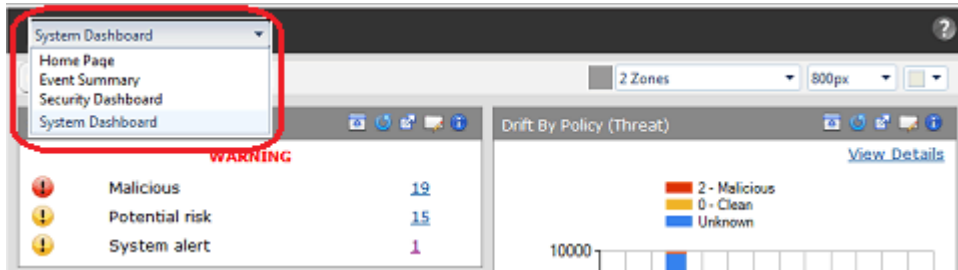 System Dashboard
?
Home Page
Event Summary
Security Dashboard
System Dashboard
2 Zones
800px
Drift By Policy (Threat)
WARNING
View Details
Malicious 19
Potential risk 15
System alert 1
2 - Malicious
0 - Clean
Unknown
10000